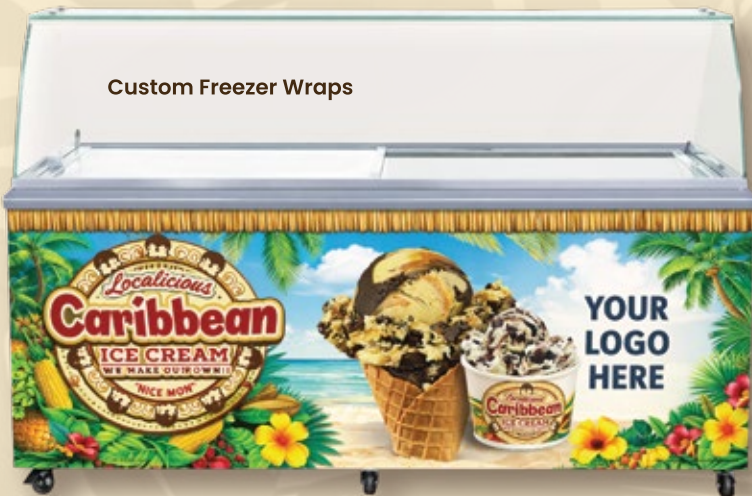 Custom Freezer Wraps
Localicious
Caribbean
ICE CREAM
WE MAKE OUR OWN!!
"NICE MON"
YOUR
LOGO
HERE
Caribbean
ICE CREAM